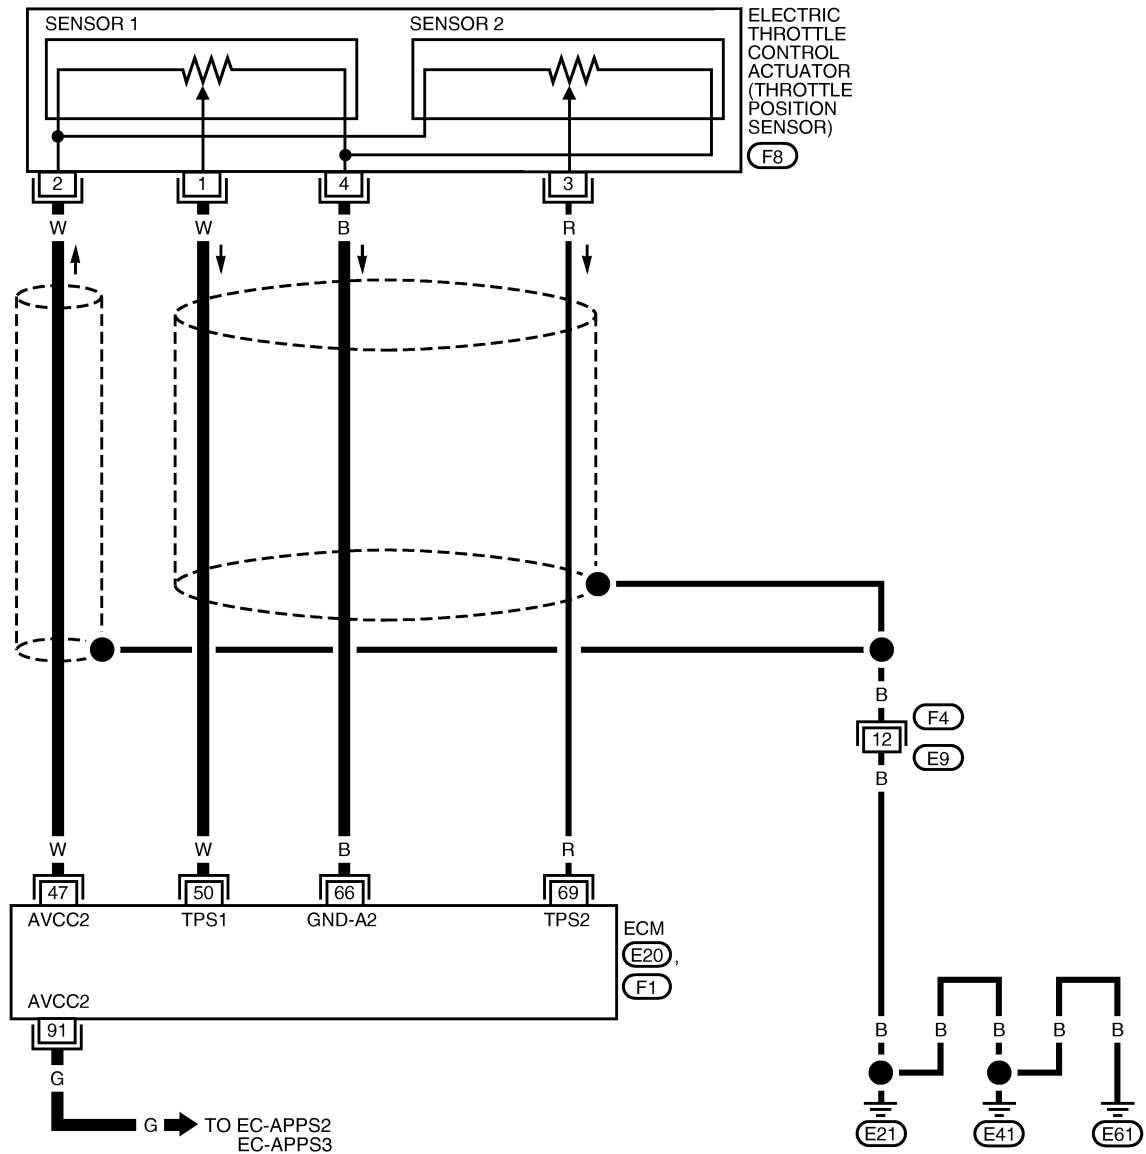 SENSOR 1
SENSOR 2
ELECTRIC
THROTTLE
CONTROL
ACTUATOR
(THROTTLE
POSITION
SENSOR)
F8
2
1
4
3
W
W
B
R
B
F4
12
E9
B
W
W
B
R
47
50
66
69
AVCC2
TPS1
GND-A2
TPS2
ECM
E20 ,
F1
AVCC2
91
G
G
TO EC-APPS2
EC-APPS3
B
B
B
B
B
E21
E41
E61